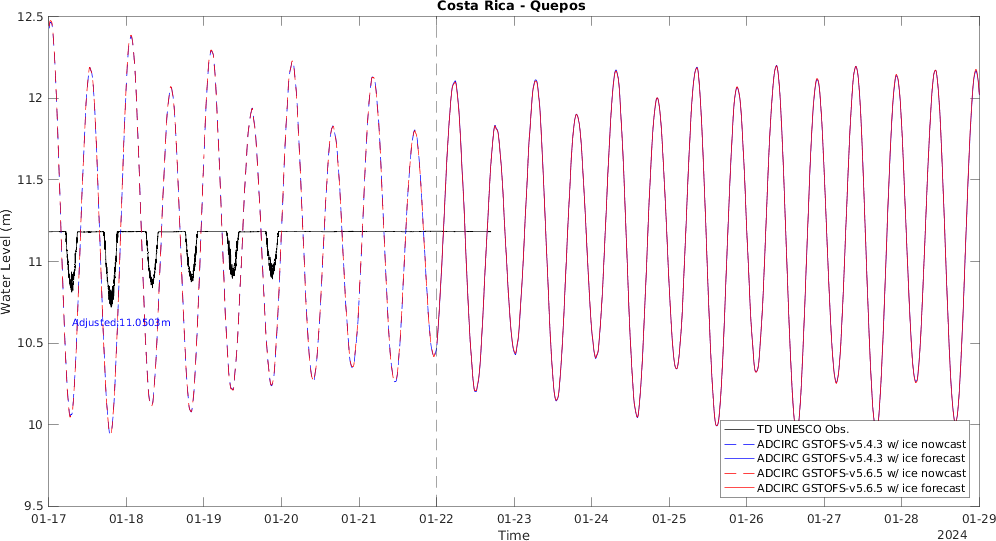 Costa Rica - Quepos
12.5
12
11.5
11
10.5
10
9.5
Water Level (m)
Adjusted:11.0503m
TD UNESCO Obs.
ADCIRC GSTOFS-v5.4.3 w/ ice nowcast
ADCIRC GSTOFS-v5.4.3 w/ ice forecast
ADCIRC GSTOFS-v5.6.5 w/ ice nowcast
ADCIRC GSTOFS-v5.6.5 w/ ice forecast
01-17 01-18 01-19 01-20 01-21 01-22 01-23 01-24 01-25 01-26 01-27 01-28 01-29
Time
2024